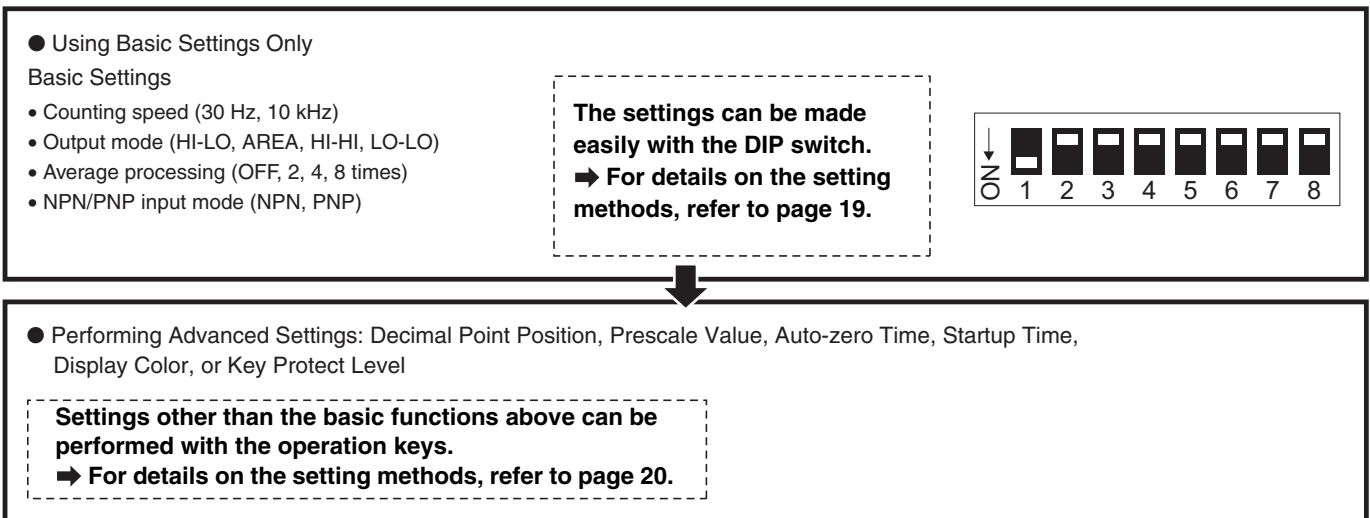 ● Using Basic Settings Only
Basic Settings
• Counting speed (30 Hz, 10 kHz)
• Output mode (HI-LO, AREA, HI-HI, LO-LO)
• Average processing (OFF, 2, 4, 8 times)
• NPN/PNP input mode (NPN, PNP)
The settings can be made
easily with the DIP switch.
➡ For details on the setting
methods, refer to page 19.
ON
1 2 3 4 5 6 7 8
● Performing Advanced Settings: Decimal Point Position, Prescale Value, Auto-zero Time, Startup Time,
Display Color, or Key Protect Level
Settings other than the basic functions above can be
performed with the operation keys.
➡ For details on the setting methods, refer to page 20.